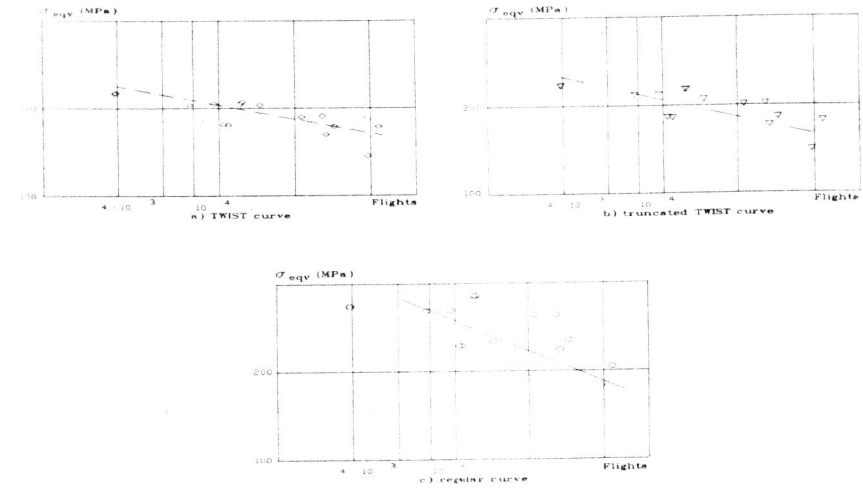 σ eqv (MPa)
200
100
4 · 10 3 10 4 Flights
a) TWIST curve
σ eqv (MPa)
200
100
4 10 3 10 4 Flights
b) truncated TWIST curve
σ eqv (MPa)
200
100
4 10 3 10 4 Flights
c) regular curve